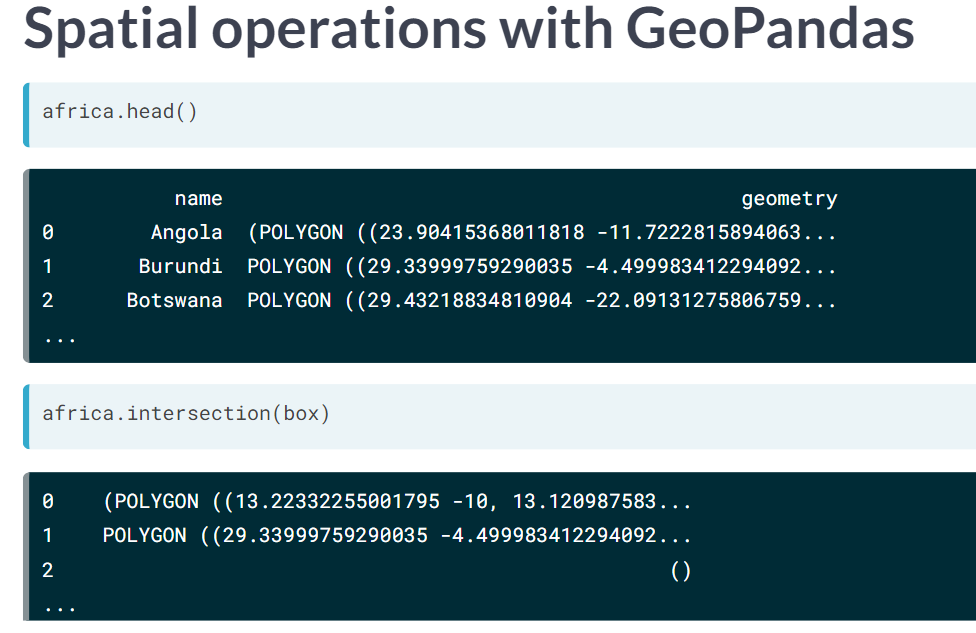 Spatial operations with GeoPandas
africa.head()
name geometry
0 Angola (POLYGON ((23.90415368011818 -11.7222815894063...
1 Burundi POLYGON ((29.33999759290035 -4.499983412294092...
2 Botswana POLYGON ((29.43218834810904 -22.09131275806759...
...
africa.intersection(box)
0 (POLYGON ((13.22332255001795 -10, 13.120987583...
1 POLYGON ((29.33999759290035 -4.499983412294092...
2 ()
...